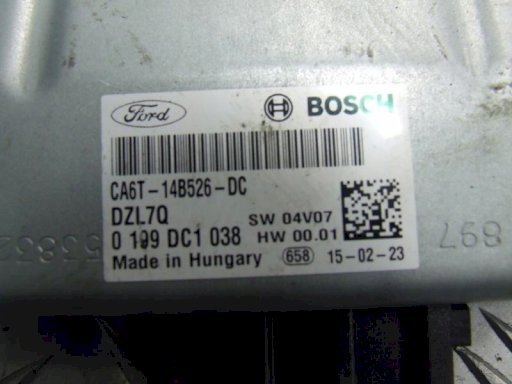 Ford BOSCH
CA6T-14B526-DC
DZL7Q SW 04V07
0 199 DC1 038 HW 00.01
Made in Hungary 658 15-02-23
897